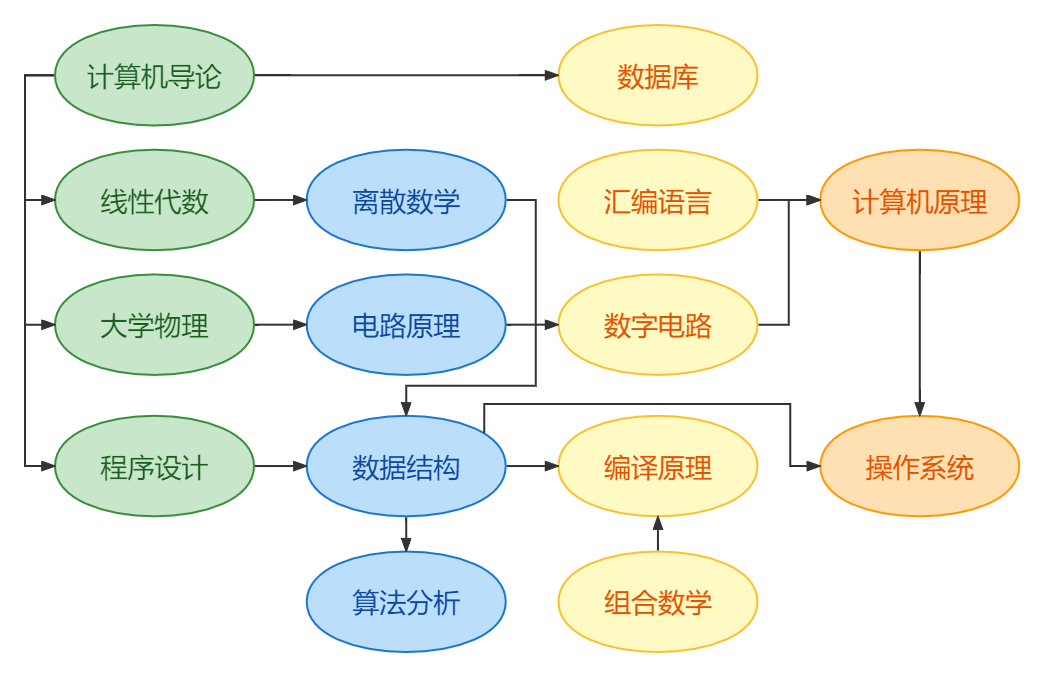 计算机导论
数据库
线性代数
离散数学
汇编语言
计算机原理
大学物理
电路原理
数字电路
程序设计
数据结构
编译原理
操作系统
算法分析
组合数学